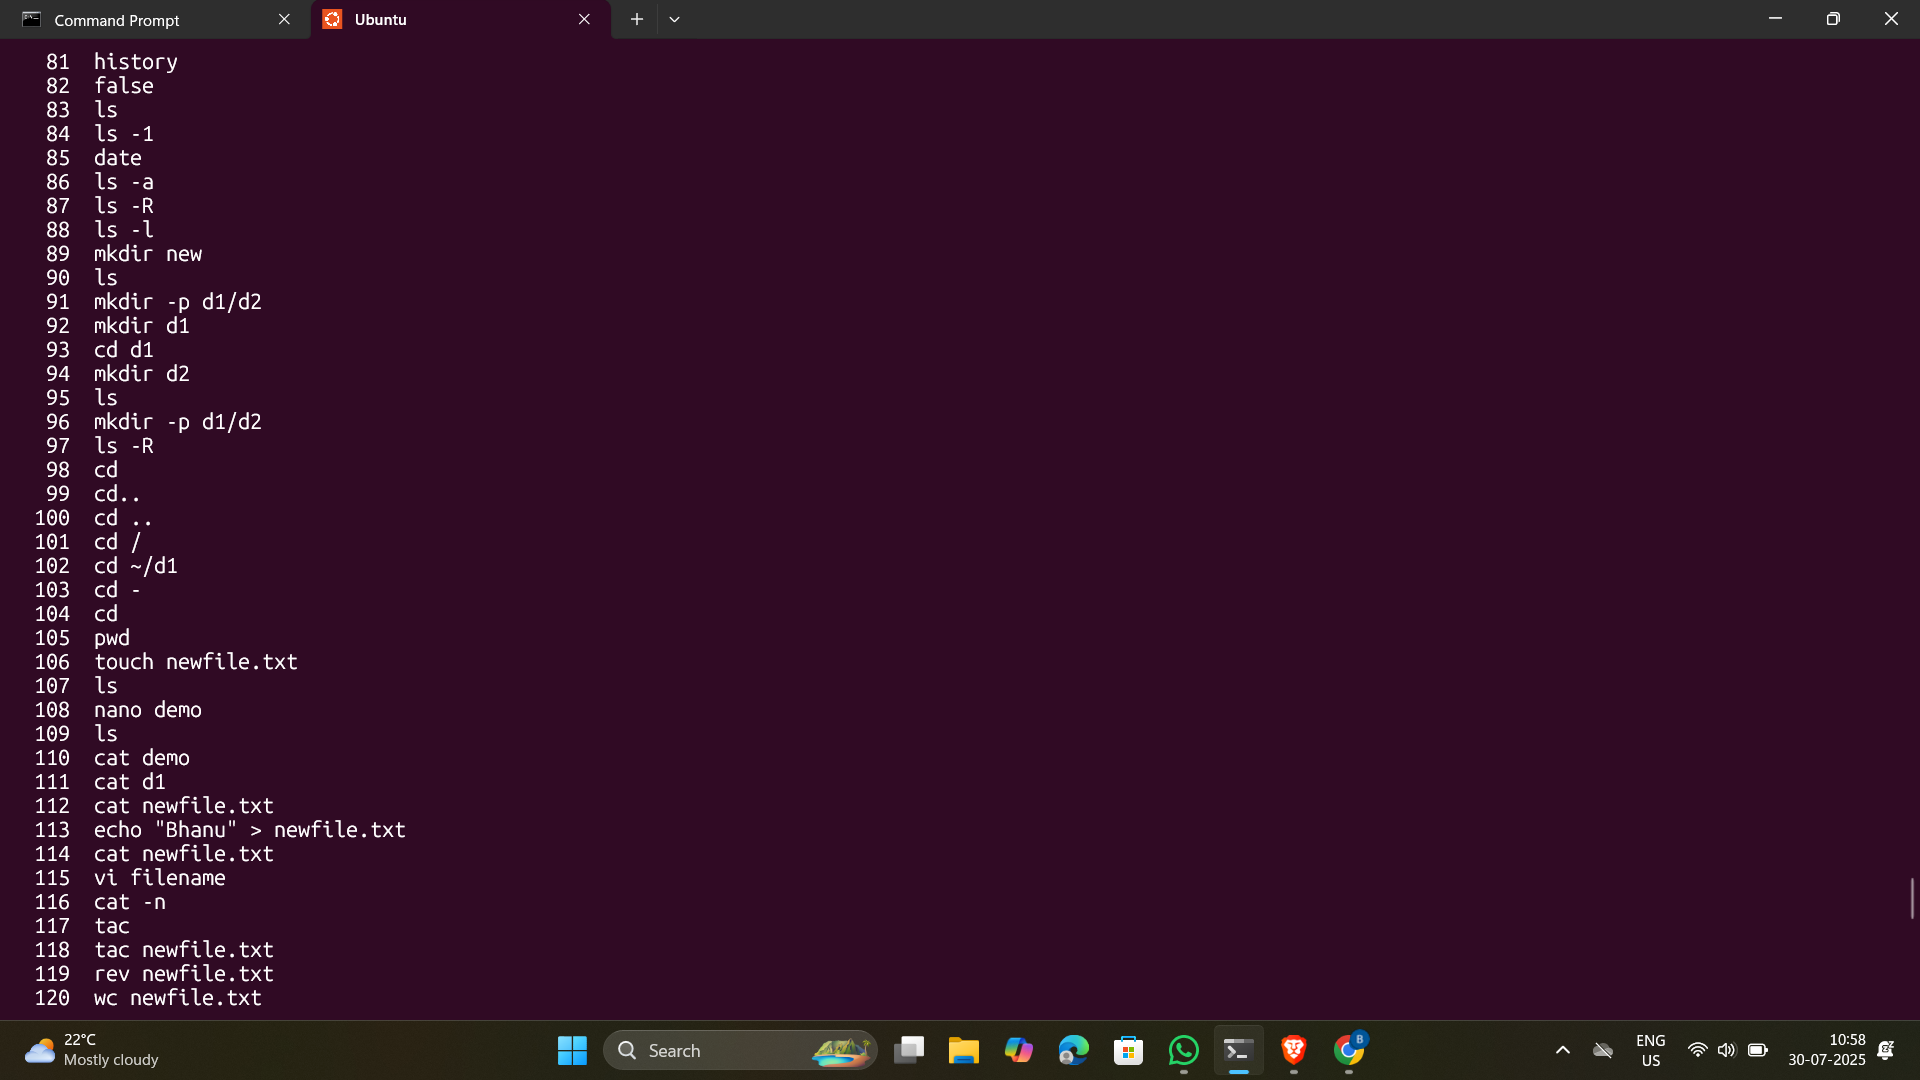 Command Prompt
Ubuntu
81 history
82 false
83 ls
84 ls -1
85 date
86 ls -a
87 ls -R
88 ls -l
89 mkdir new
90 ls
91 mkdir -p d1/d2
92 mkdir d1
93 cd d1
94 mkdir d2
95 ls
96 mkdir -p d1/d2
97 ls -R
98 cd
99 cd..
100 cd ..
101 cd /
102 cd ~/d1
103 cd -
104 cd
105 pwd
106 touch newfile.txt
107 ls
108 nano demo
109 ls
110 cat demo
111 cat d1
112 cat newfile.txt
113 echo "Bhanu" > newfile.txt
114 cat newfile.txt
115 vi filename
116 cat -n
117 tac
118 tac newfile.txt
119 rev newfile.txt
120 wc newfile.txt
22°C
Mostly cloudy
Search
B
ENG
US
10:58
30-07-2025